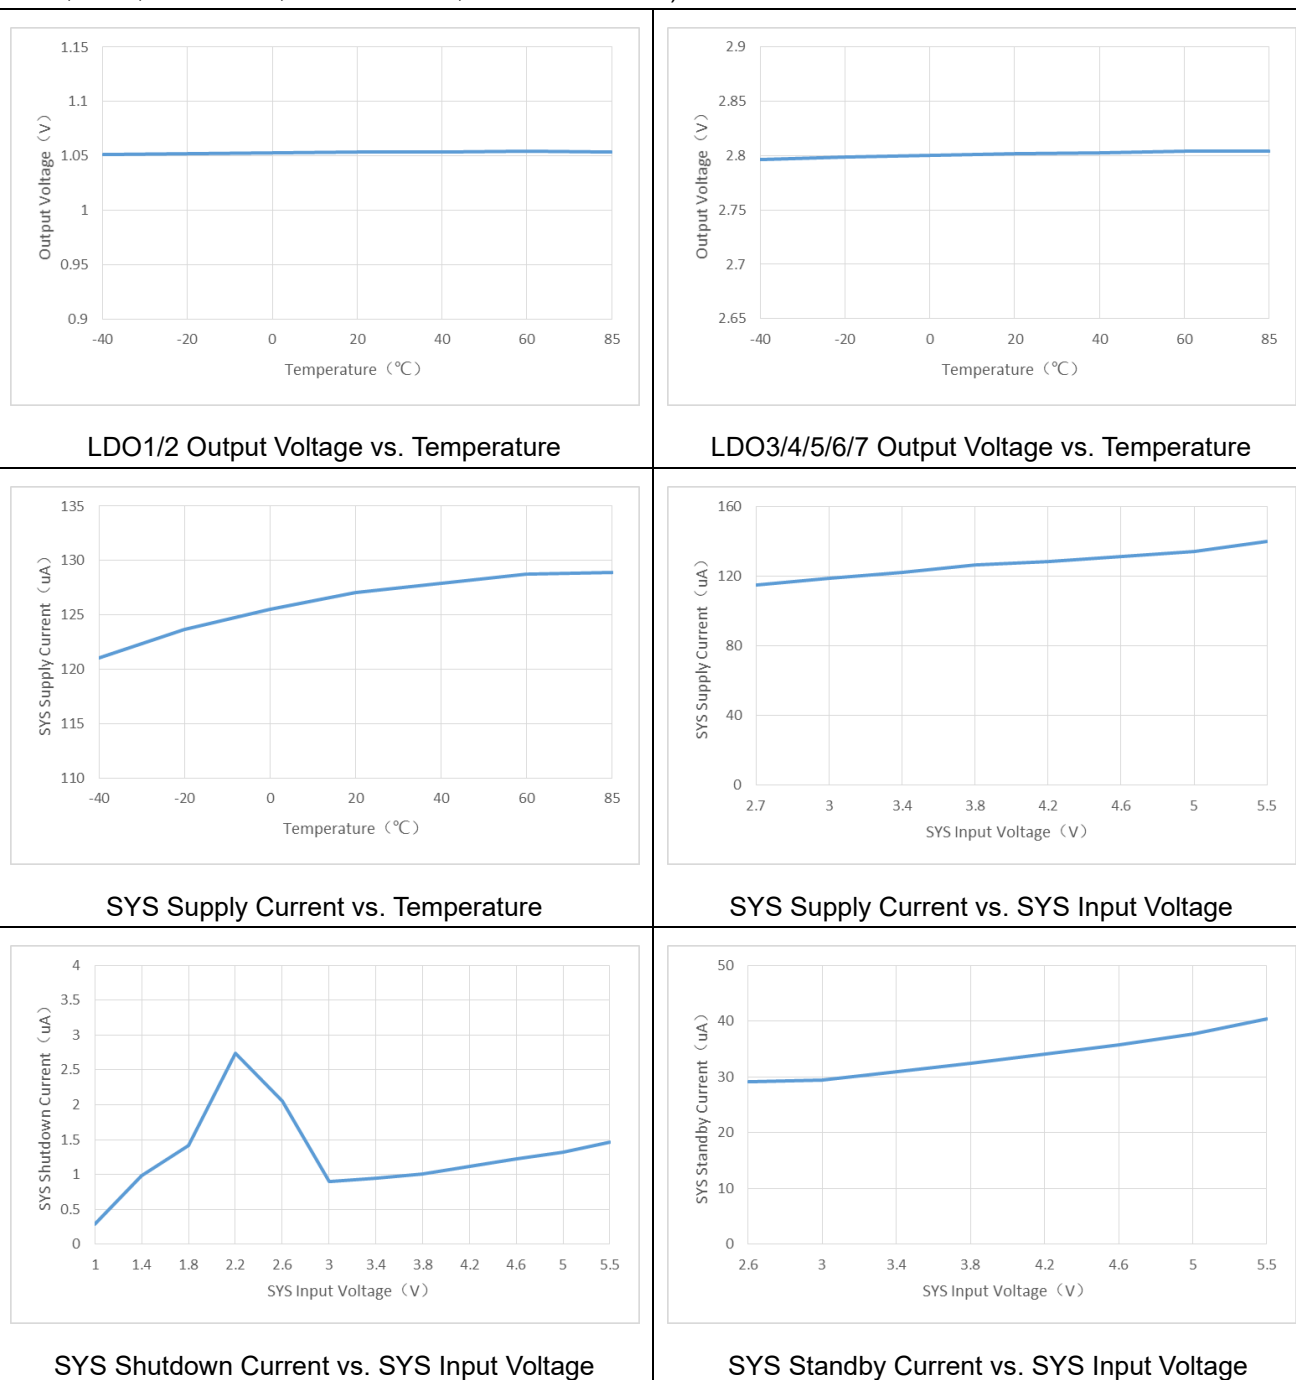 1.15
1.1
1.05
1
0.95
0.9
Output Voltage（V）
-40 -20 0 20 40 60 85
Temperature（℃）
LDO1/2 Output Voltage vs. Temperature
2.9
2.85
2.8
2.75
2.7
2.65
Output Voltage（V）
-40 -20 0 20 40 60 85
Temperature（℃）
LDO3/4/5/6/7 Output Voltage vs. Temperature
135
130
125
120
115
110
SYS Supply Current（uA）
-40 -20 0 20 40 60 85
Temperature（℃）
SYS Supply Current vs. Temperature
160
120
80
40
0
SYS Supply Current（uA）
2.7 3 3.4 3.8 4.2 4.6 5 5.5
SYS Input Voltage（V）
SYS Supply Current vs. SYS Input Voltage
4
3.5
3
2.5
2
1.5
1
0.5
0
SYS Shutdown Current（uA）
1 1.4 1.8 2.2 2.6 3 3.4 3.8 4.2 4.6 5 5.5
SYS Input Voltage（V）
SYS Shutdown Current vs. SYS Input Voltage
50
40
30
20
10
0
SYS Standby Current（uA）
2.6 3 3.4 3.8 4.2 4.6 5 5.5
SYS Input Voltage（V）
SYS Standby Current vs. SYS Input Voltage